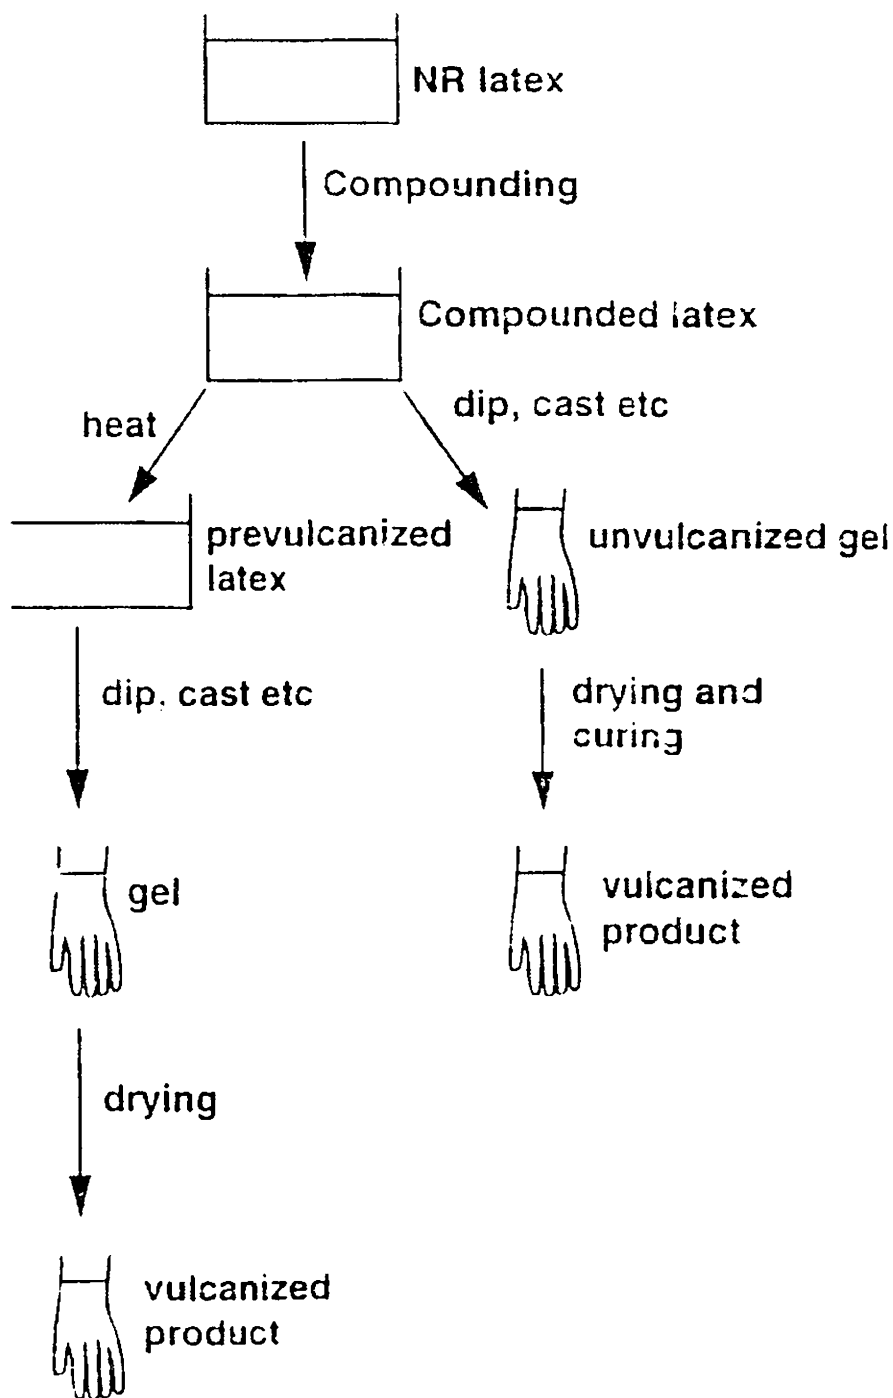 NR latex
Compounding
Compounded latex
heat
dip, cast etc
prevulcanized
latex
unvulcanized gel
dip, cast etc
drying and
curing
gel
vulcanized
product
drying
vulcanized
product